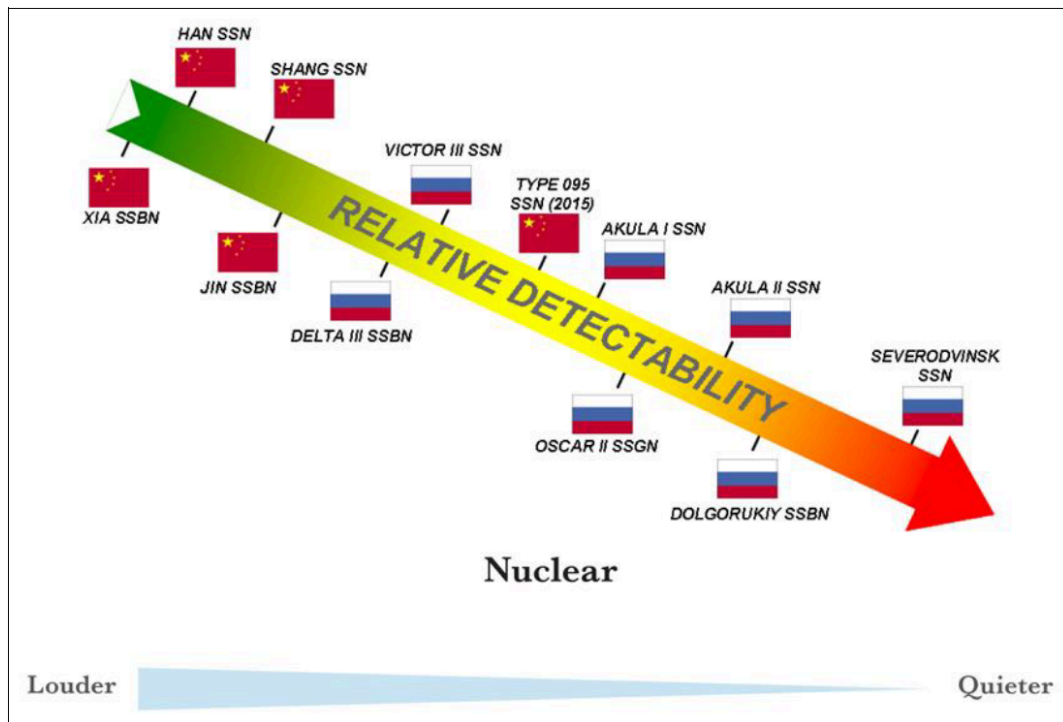 HAN SSN
SHANG SSN
XIA SSBN
JIN SSBN
VICTOR III SSN
DELTA III SSBN
TYPE 095
SSN (2015)
AKULA I SSN
OSCAR II SSGN
AKULA II SSN
DOLGORUKIY SSBN
SEVERODVINSK
SSN
RELATIVE DETECTABILITY
Nuclear
Louder
Quieter